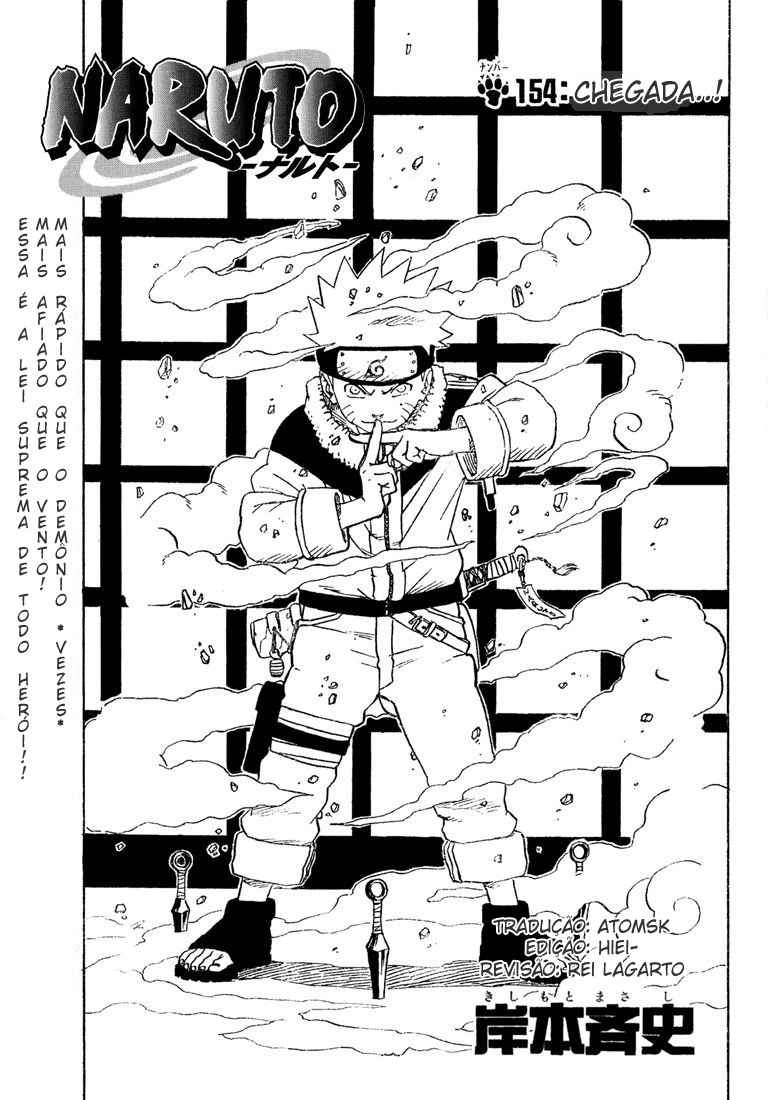 NARUTO
-ナルト-
ナンバー
154: CHEGADA..!
MAIS RÁPIDO QUE O DEMÔNIO *VEZES*
MAIS AFIADO QUE O VENTO!
ESSA É A LEI SUPREMA DE TODO HERÓI!!
TRADUCÃO: ATOMSK
EDIGÃO: HIEI-
REVISÃO: REI LAGARTO
きしもとまさし
岸本斉史